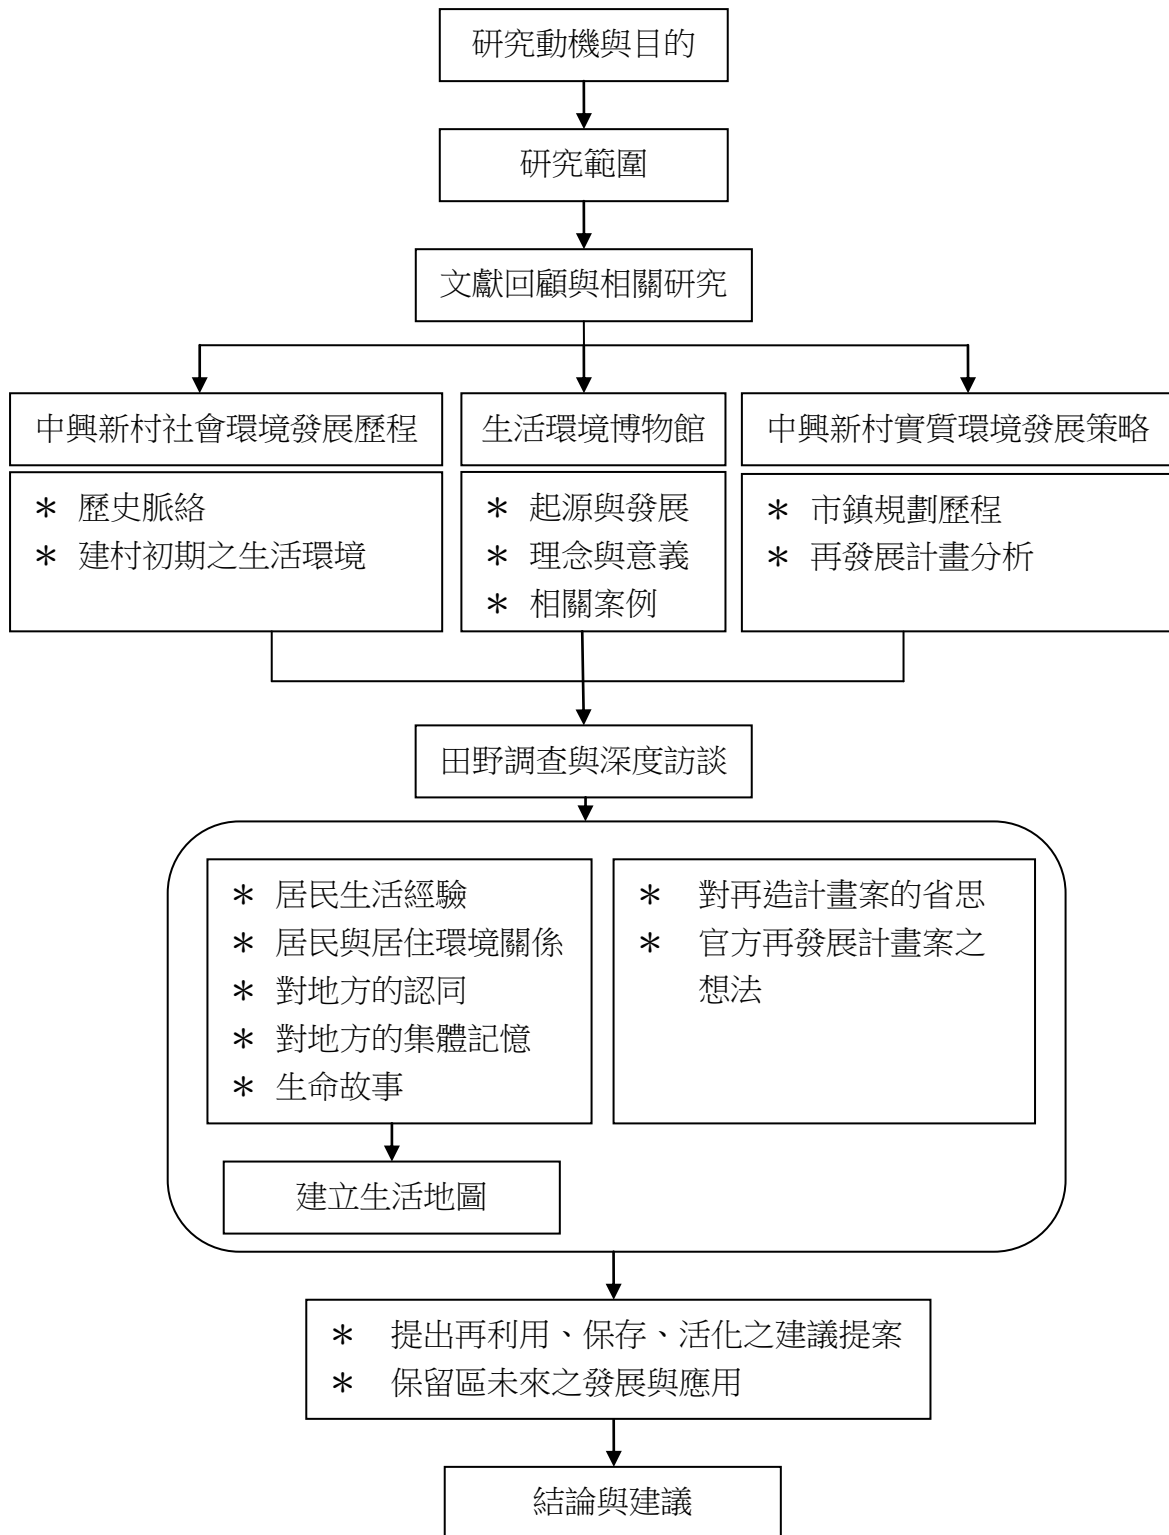 研究動機與目的
研究範圍
文獻回顧與相關研究
中興新村社會環境發展歷程
＊ 歷史脈絡
＊ 建村初期之生活環境
生活環境博物館
＊ 起源與發展
＊ 理念與意義
＊ 相關案例
中興新村實質環境發展策略
＊ 市鎮規劃歷程
＊ 再發展計畫分析
田野調查與深度訪談
＊ 居民生活經驗
＊ 居民與居住環境關係
＊ 對地方的認同
＊ 對地方的集體記憶
＊ 生命故事
＊ 對再造計畫案的省思
＊ 官方再發展計畫案之
想法
建立生活地圖
＊ 提出再利用、保存、活化之建議提案
＊ 保留區未來之發展與應用
結論與建議